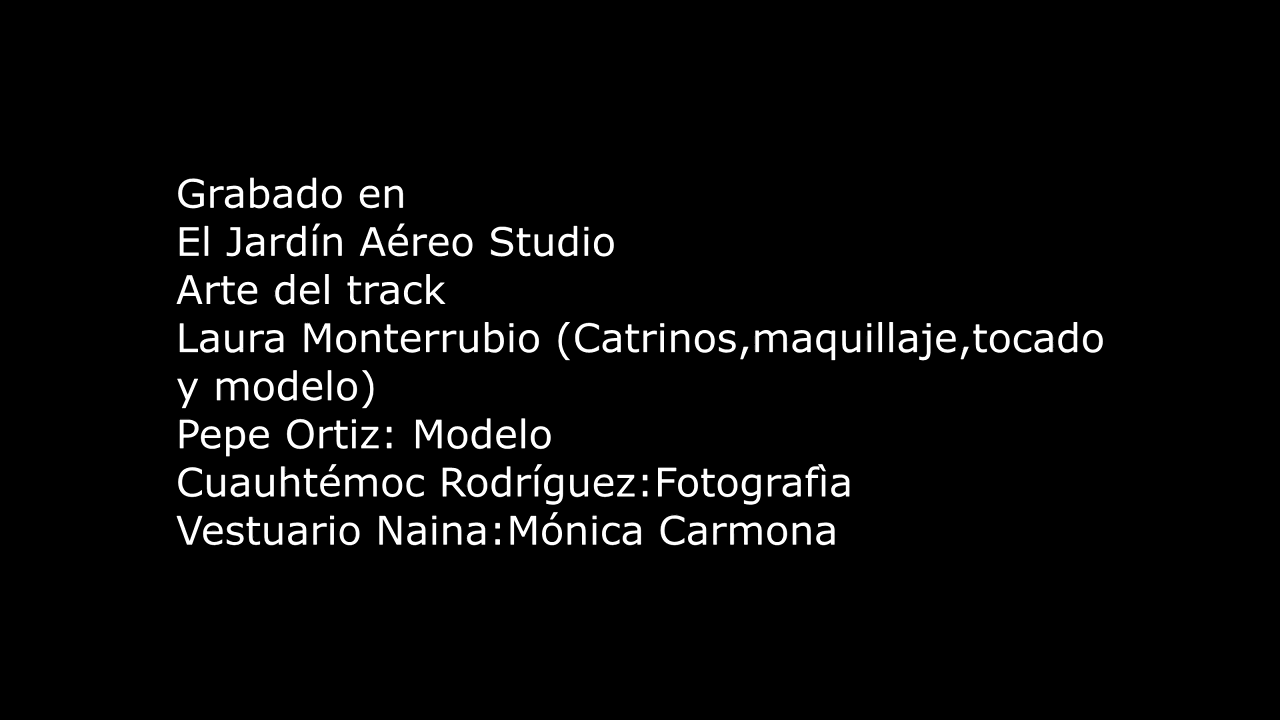 Grabado en
El Jardín Aéreo Studio
Arte del track
Laura Monterrubio (Catrinos,maquillaje,tocado
y modelo)
Pepe Ortiz: Modelo
Cuauhtémoc Rodríguez:Fotografìa
Vestuario Naina:Mónica Carmona